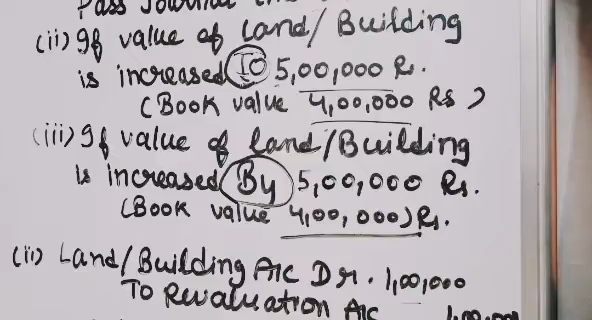 Pass Journal
(ii) If value of Land/Building
is increased To 5,00,000 R.
(Book value 4,00,000 Rs)
(iii) If value of land/Building
is increased By 5,00,000 Rs.
(Book value 4,00,000) Rs.
(ii) Land/Building A/c Dr. 1,00,000
To Revaluation A/c